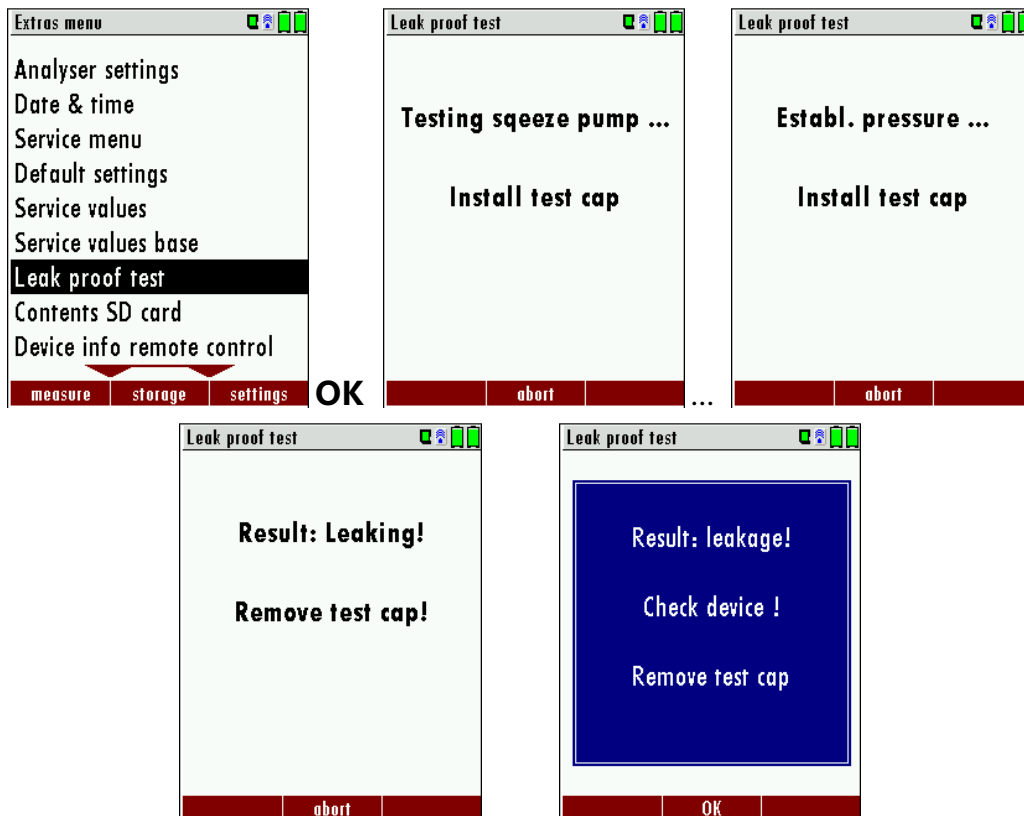 Extras menu
Analyser settings
Date & time
Service menu
Default settings
Service values
Service values base
Leak proof test
Contents SD card
Device info remote control
measure storage settings
OK
Leak proof test
Testing sqeeze pump ...
Install test cap
abort
...
Leak proof test
Establ. pressure ...
Install test cap
abort
Leak proof test
Result: Leaking!
Remove test cap!
abort
Leak proof test
Result: leakage!
Check device !
Remove test cap
OK